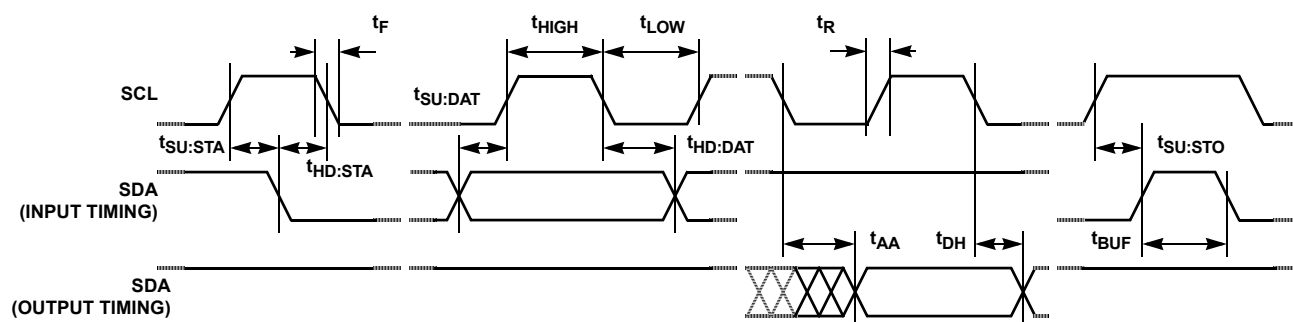 tF
tHIGH
tLOW
tR
SCL
tSU:DAT
tSU:STA
tHD:STA
tHD:DAT
tSU:STO
SDA
(INPUT TIMING)
tAA
tDH
tBUF
SDA
(OUTPUT TIMING)